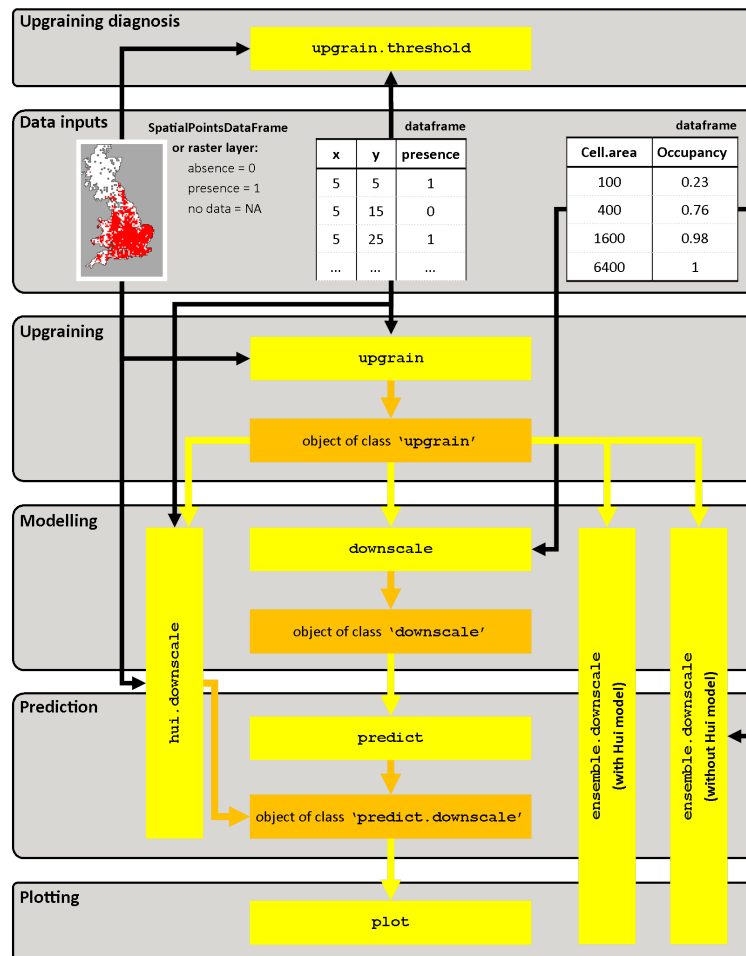 Upgraining diagnosis
upgrain.threshold
Data inputs
SpatialPointsDataFrame
or raster layer:
absence = 0
presence = 1
no data = NA
dataframe
x y presence
5 5 1
5 15 0
5 25 1
... ... ...
dataframe
Cell.area Occupancy
100 0.23
400 0.76
1600 0.98
6400 1
Upgraining
upgrain
object of class ‘upgrain’
Modelling
downscale
object of class ‘downscale’
hui.downscale
ensemble.downscale
(with Hui model)
ensemble.downscale
(without Hui model)
Prediction
predict
object of class ‘predict.downscale’
Plotting
plot